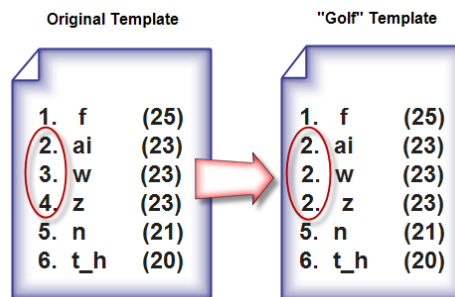 Original Template
1. f (25)
2. ai (23)
3. w (23)
4. z (23)
5. n (21)
6. t_h (20)
"Golf" Template
1. f (25)
2. ai (23)
2. w (23)
2. z (23)
5. n (21)
6. t_h (20)